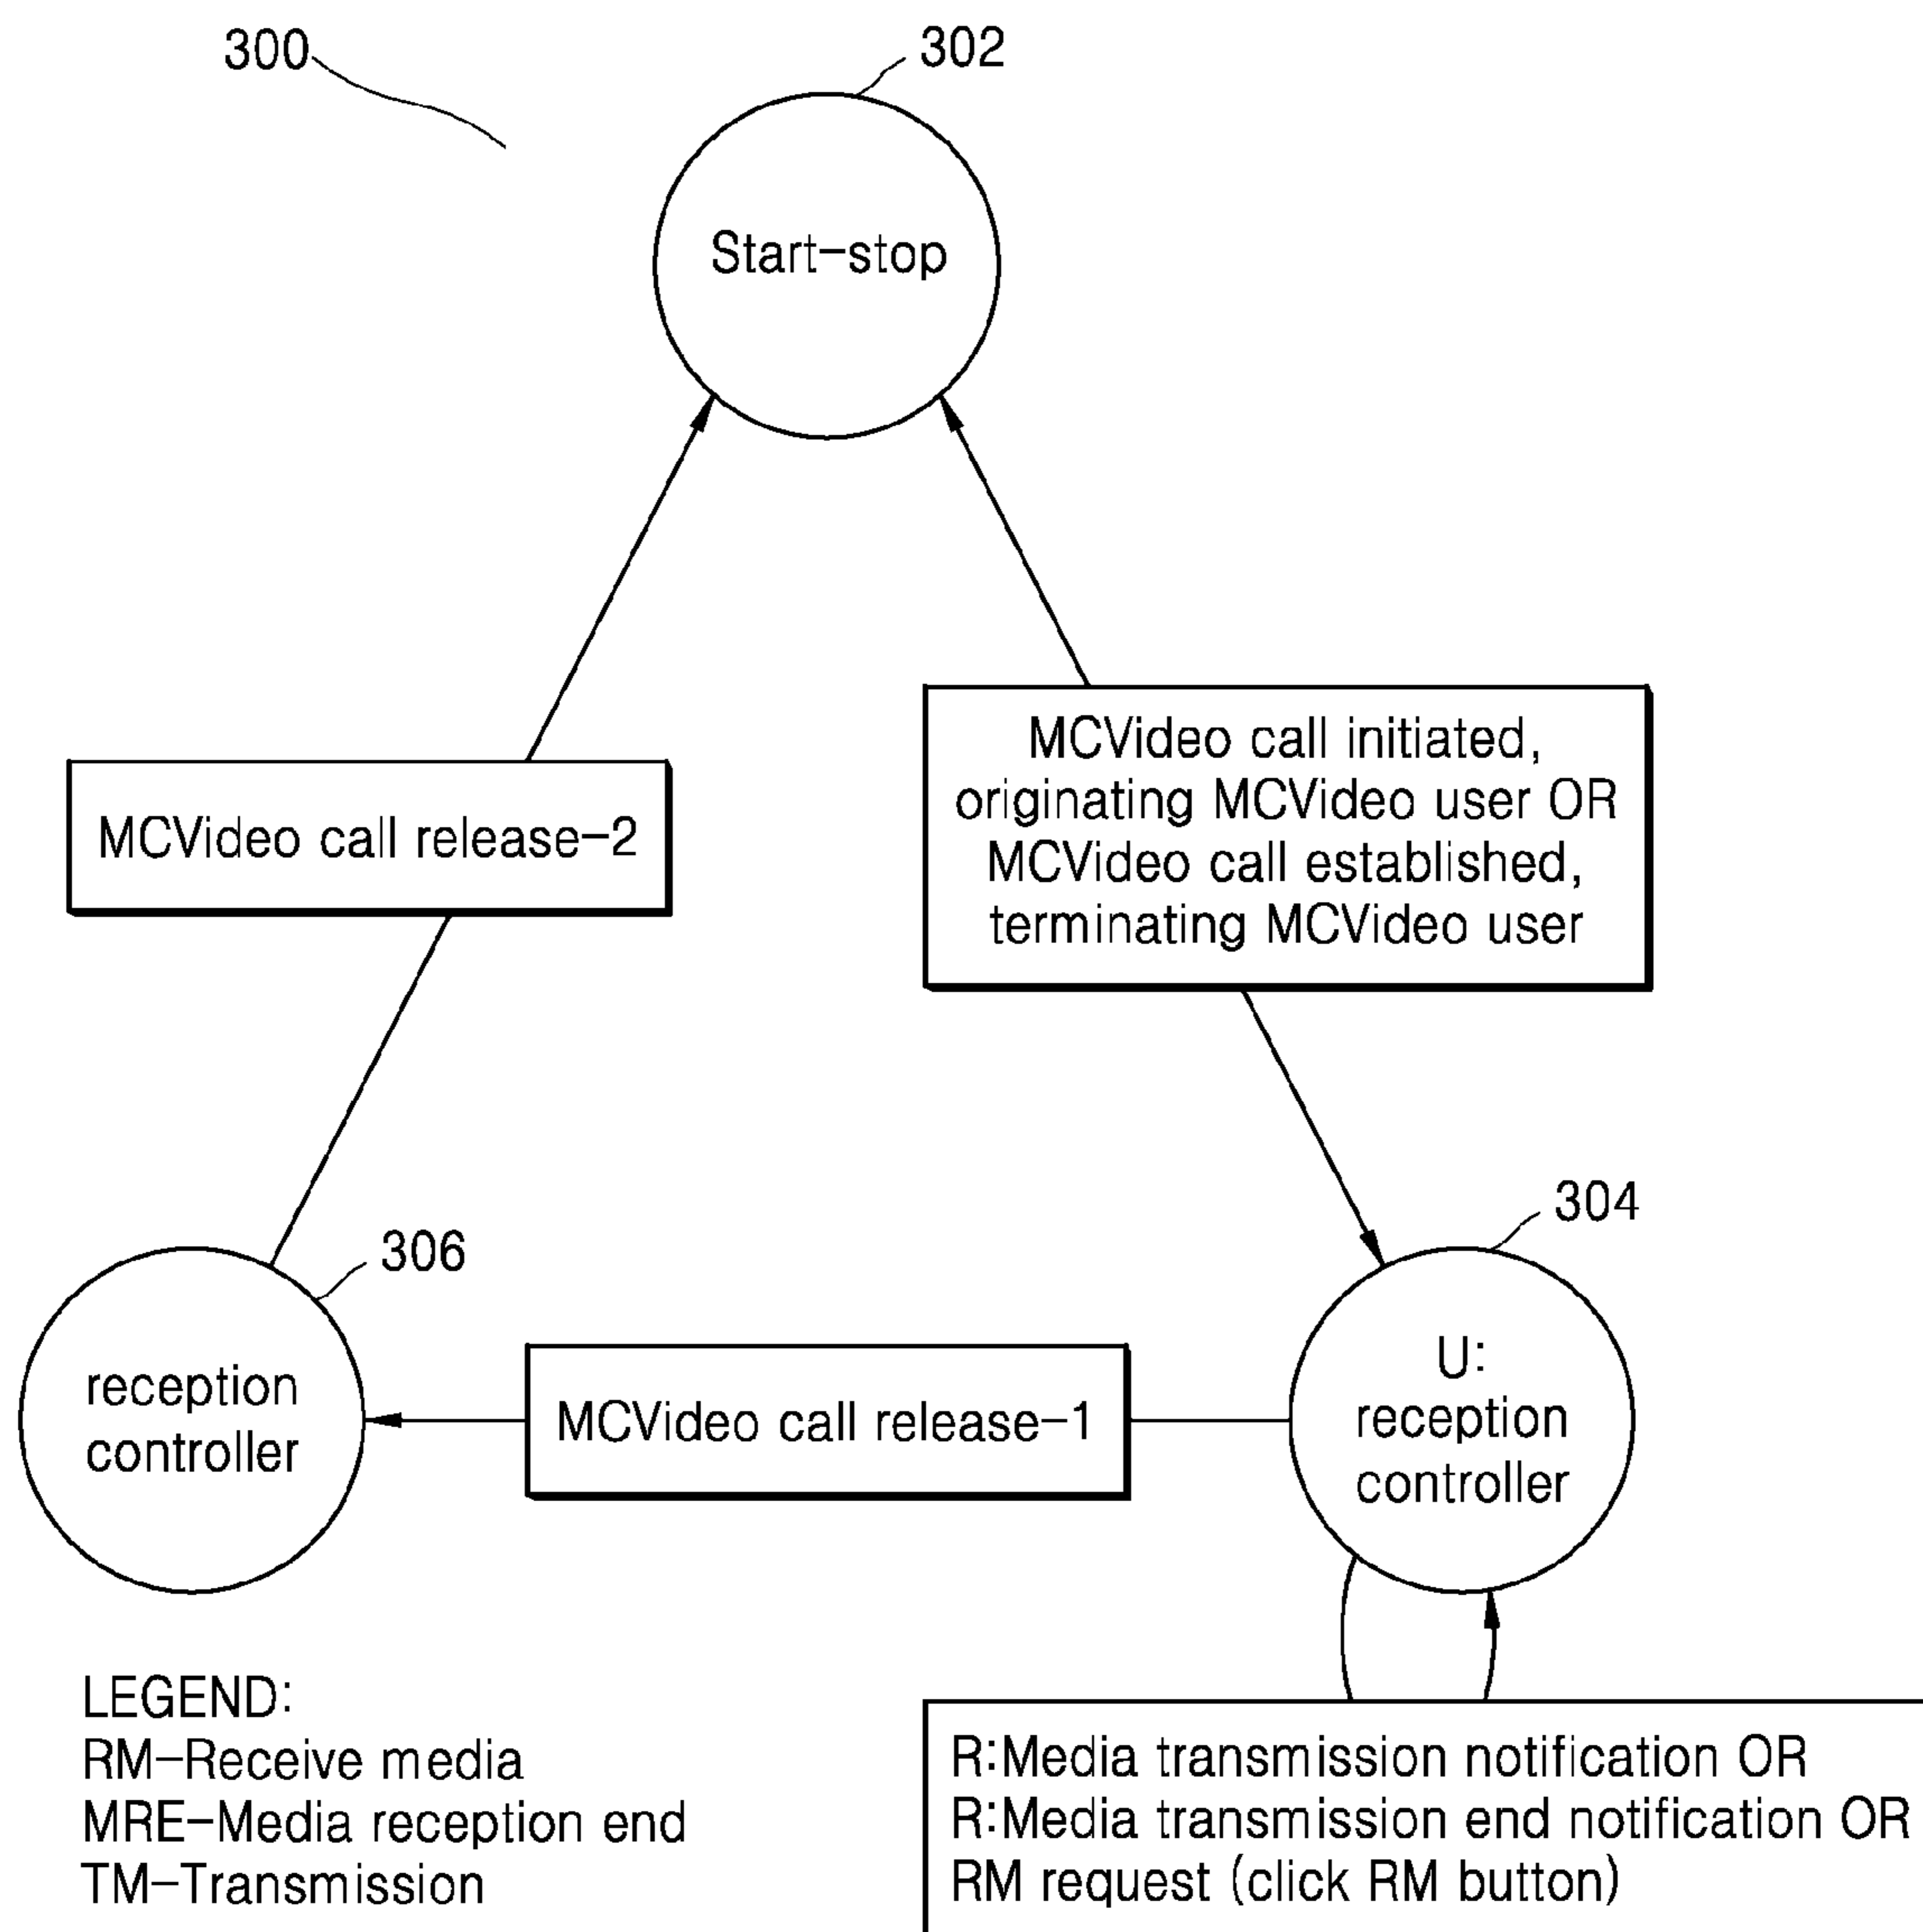 300
302
Start-stop
MCVideo call release-2
MCVideo call initiated,
originating MCVideo user OR
MCVideo call established,
terminating MCVideo user
304
306
reception
controller
MCVideo call release-1
U:
reception
controller
LEGEND:
RM-Receive media
MRE-Media reception end
TM-Transmission
R:Media transmission notification OR
R:Media transmission end notification OR
RM request (click RM button)